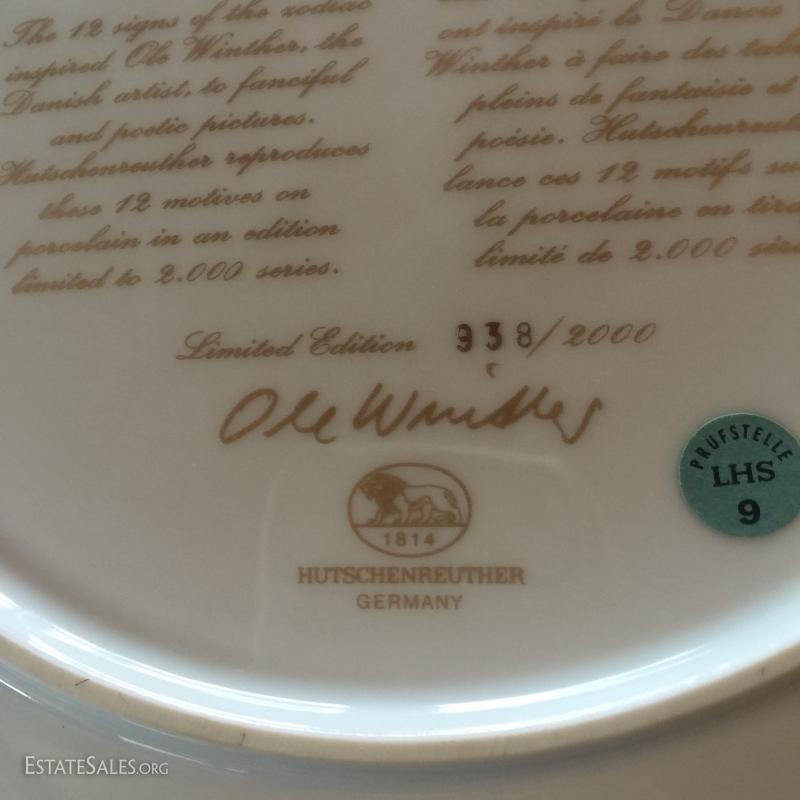 The 12 signs of the zodiac
inspired Ole Winther, the
Danish artist, to fanciful
and poetic pictures.
Hutschenreuther reproduces
these 12 motives on
porcelain in an edition
limited to 2.000 series.
ont inspiré le Danois
Winther à faire des
pleins de fantaisie et
poésie.
lance ces 12 motifs
la porcelaine en
limité de 2.000
Limited Edition 938/2000
Ole Winther
1814
HUTSCHENREUTHER
GERMANY
PRÜFSTELLE
LHS
9
ESTATESALES.ORG